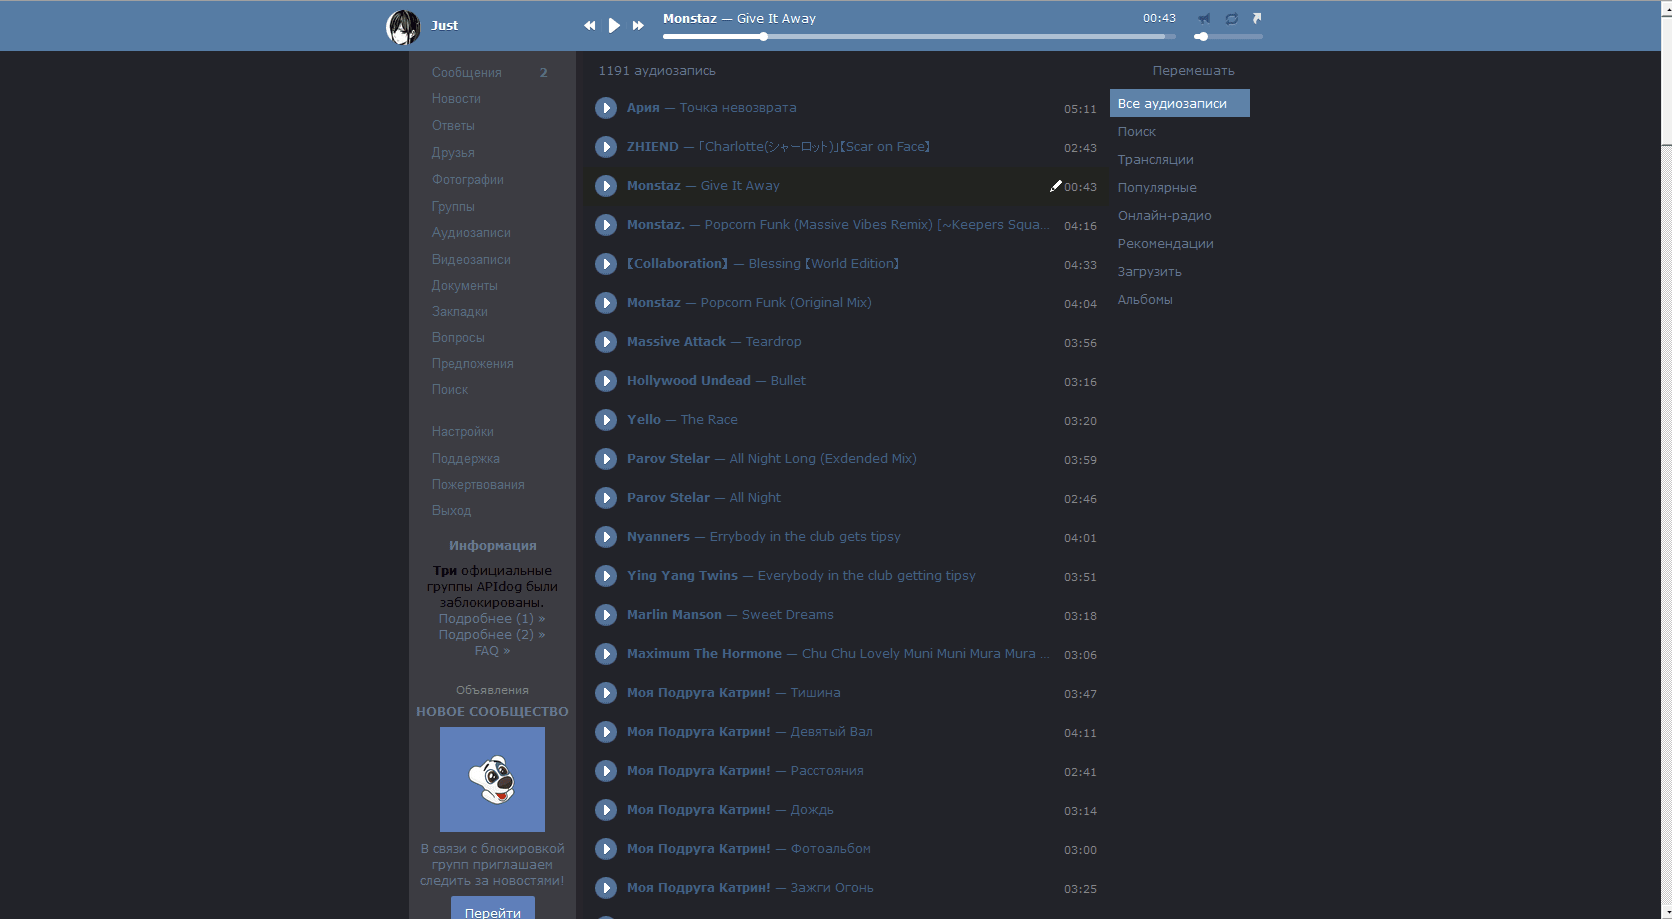 Just
Monstaz — Give It Away
00:43
Сообщения 2
Новости
Ответы
Друзья
Фотографии
Группы
Аудиозаписи
Видеозаписи
Документы
Закладки
Вопросы
Предложения
Поиск
Настройки
Поддержка
Пожертвования
Выход
Информация
Три официальные
группы APIdog были
заблокированы.
Подробнее (1) »
Подробнее (2) »
FAQ »
Объявления
НОВОЕ СООБЩЕСТВО
В связи с блокировкой
групп приглашаем
следить за новостями!
Перейти
1191 аудиозапись
Ария — Точка невозврата 05:11
ZHIEND — 「Charlotte(シャーロット)」【Scar on Face】 02:43
Monstaz — Give It Away 00:43
Monstaz. — Popcorn Funk (Massive Vibes Remix) [~Keepers Squa... 04:16
【Collaboration】 — Blessing 【World Edition】 04:33
Monstaz — Popcorn Funk (Original Mix) 04:04
Massive Attack — Teardrop 03:56
Hollywood Undead — Bullet 03:16
Yello — The Race 03:20
Parov Stelar — All Night Long (Exdended Mix) 03:59
Parov Stelar — All Night 02:46
Nyanners — Errybody in the club gets tipsy 04:01
Ying Yang Twins — Everybody in the club getting tipsy 03:51
Marlin Manson — Sweet Dreams 03:18
Maximum The Hormone — Chu Chu Lovely Muni Muni Mura Mura ... 03:06
Моя Подруга Катрин! — Тишина 03:47
Моя Подруга Катрин! — Девятый Вал 04:11
Моя Подруга Катрин! — Расстояния 02:41
Моя Подруга Катрин! — Дождь 03:14
Моя Подруга Катрин! — Фотоальбом 03:00
Моя Подруга Катрин! — Зажги Огонь 03:25
Перемешать
Все аудиозаписи
Поиск
Трансляции
Популярные
Онлайн-радио
Рекомендации
Загрузить
Альбомы